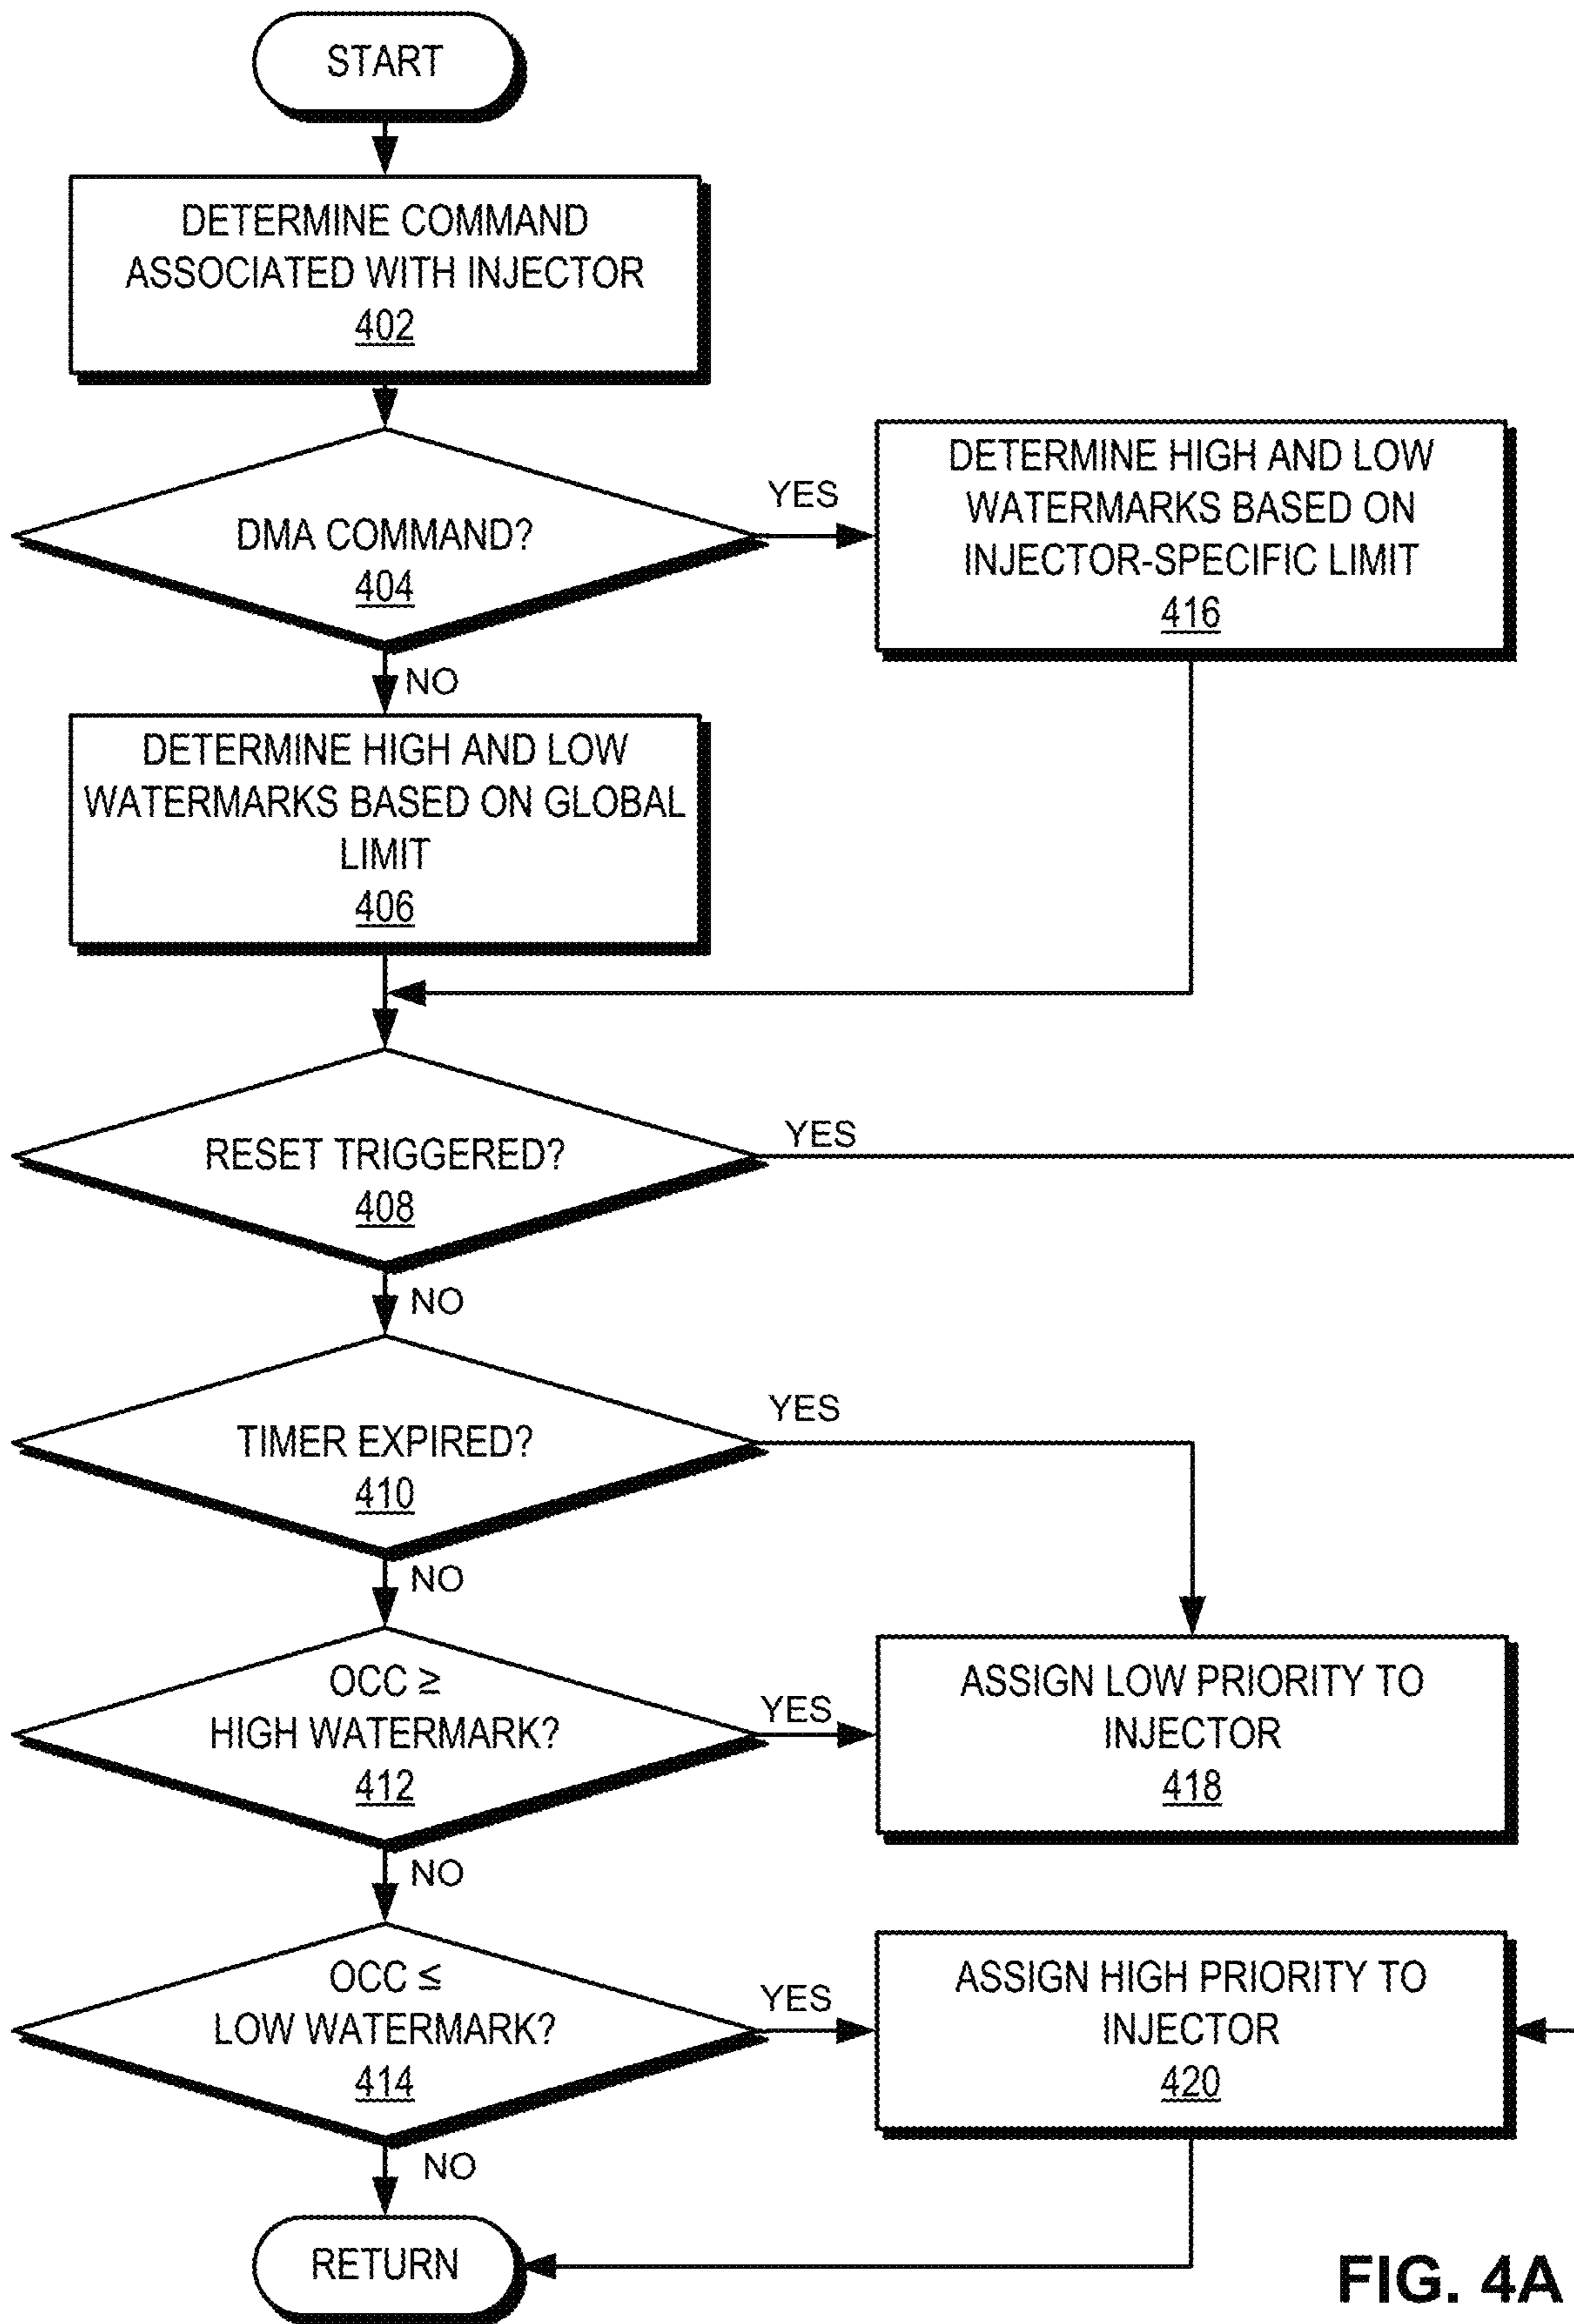 START
DETERMINE COMMAND
ASSOCIATED WITH INJECTOR
402
DMA COMMAND?
404
YES
DETERMINE HIGH AND LOW
WATERMARKS BASED ON
INJECTOR-SPECIFIC LIMIT
416
NO
DETERMINE HIGH AND LOW
WATERMARKS BASED ON GLOBAL
LIMIT
406
RESET TRIGGERED?
408
YES
NO
TIMER EXPIRED?
410
YES
NO
OCC ≥
HIGH WATERMARK?
412
YES
ASSIGN LOW PRIORITY TO
INJECTOR
418
NO
OCC ≤
LOW WATERMARK?
414
YES
ASSIGN HIGH PRIORITY TO
INJECTOR
420
NO
RETURN
FIG. 4A